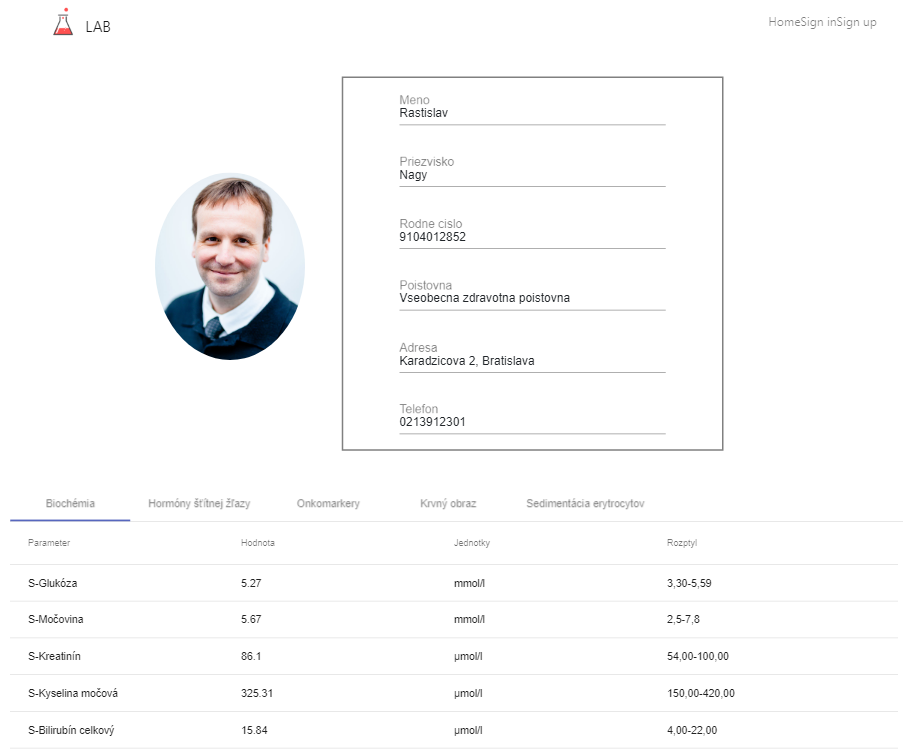 LAB
HomeSign inSign up
Meno
Rastislav
Priezvisko
Nagy
Rodne cislo
9104012852
Poistovna
Vseobecna zdravotna poistovna
Adresa
Karadzicova 2, Bratislava
Telefon
0213912301
Biochémia Hormóny štítnej žľazy Onkomarkery Krvný obraz Sedimentácia erytrocytov
Parameter Hodnota Jednotky Rozptyl
S-Glukóza 5.27 mmol/l 3,30-5,59
S-Močovina 5.67 mmol/l 2,5-7,8
S-Kreatinín 86.1 µmol/l 54,00-100,00
S-Kyselina močová 325.31 µmol/l 150,00-420,00
S-Bilirubín celkový 15.84 µmol/l 4,00-22,00